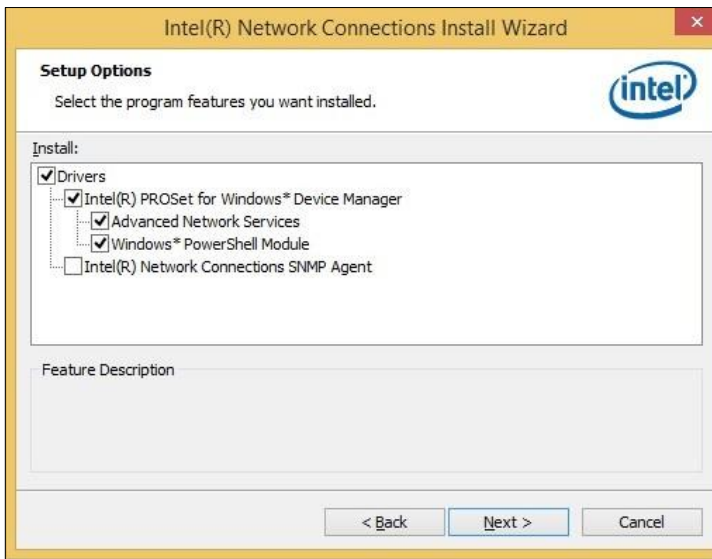 Intel(R) Network Connections Install Wizard
Setup Options
Select the program features you want installed.
intel
Install:
Drivers
Intel(R) PROSet for Windows* Device Manager
Advanced Network Services
Windows* PowerShell Module
Intel(R) Network Connections SNMP Agent
Feature Description
< Back
Next >
Cancel